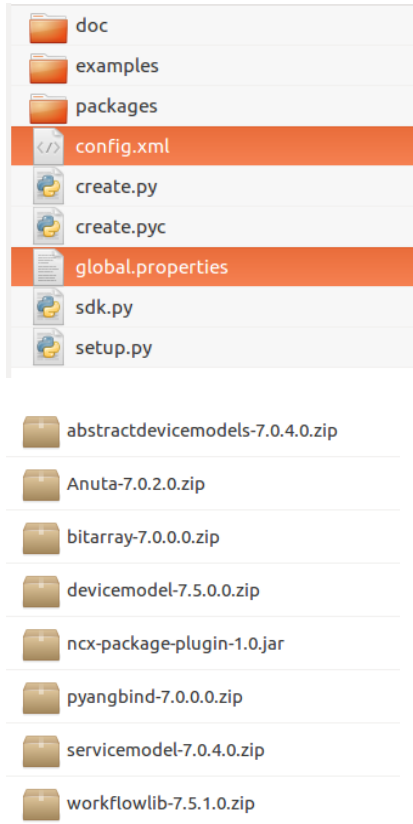 doc
examples
packages
config.xml
create.py
create.pyc
global.properties
sdk.py
setup.py
abstractdevicemodels-7.0.4.0.zip
Anuta-7.0.2.0.zip
bitarray-7.0.0.0.zip
devicemodel-7.5.0.0.zip
ncx-package-plugin-1.0.jar
pyangbind-7.0.0.0.zip
servicemodel-7.0.4.0.zip
workflowlib-7.5.1.0.zip